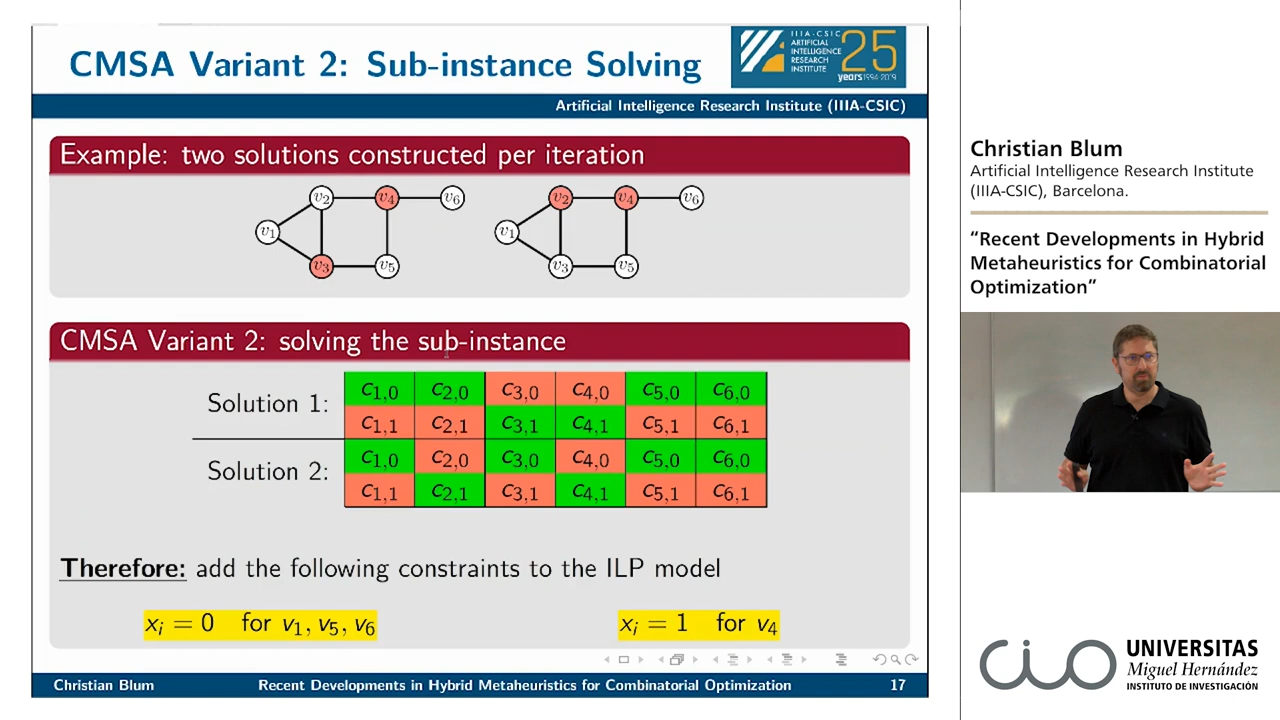 CMSA Variant 2: Sub-instance Solving
IIIA-CSIC
ARTIFICIAL
INTELLIGENCE
RESEARCH
INSTITUTE
25
years 1994-2019
Artificial Intelligence Research Institute (IIIA-CSIC)
Example: two solutions constructed per iteration
v2 v4 v6 v2 v4 v6
v1 v1
v3 v5 v3 v5
CMSA Variant 2: solving the sub-instance
Solution 1:
c1,0 c2,0 c3,0 c4,0 c5,0 c6,0
c1,1 c2,1 c3,1 c4,1 c5,1 c6,1
Solution 2:
c1,0 c2,0 c3,0 c4,0 c5,0 c6,0
c1,1 c2,1 c3,1 c4,1 c5,1 c6,1
Therefore: add the following constraints to the ILP model
xi = 0 for v1, v5, v6 xi = 1 for v4
Christian Blum Recent Developments in Hybrid Metaheuristics for Combinatorial Optimization 17
Christian Blum
Artificial Intelligence Research Institute
(IIIA-CSIC), Barcelona.
“Recent Developments in Hybrid
Metaheuristics for Combinatorial
Optimization”
cio
UNIVERSITAS
Miguel Hernández
INSTITUTO DE INVESTIGACIÓN